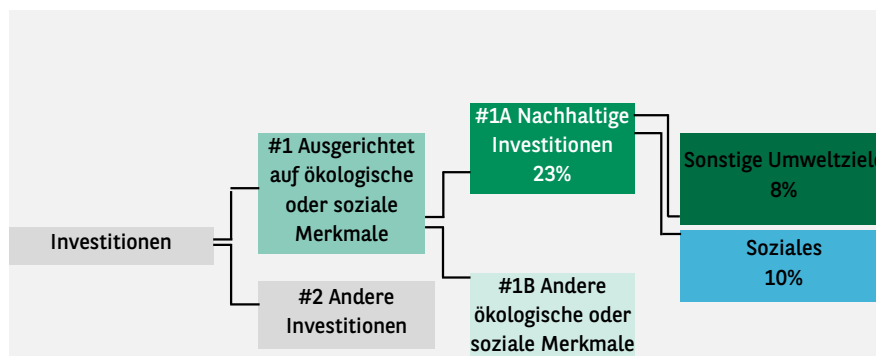 Investitionen
#1 Ausgerichtet
auf ökologische
oder soziale
Merkmale
#2 Andere
Investitionen
#1A Nachhaltige
Investitionen
23%
#1B Andere
ökologische oder
soziale Merkmale
Sonstige Umweltziele
8%
Soziales
10%